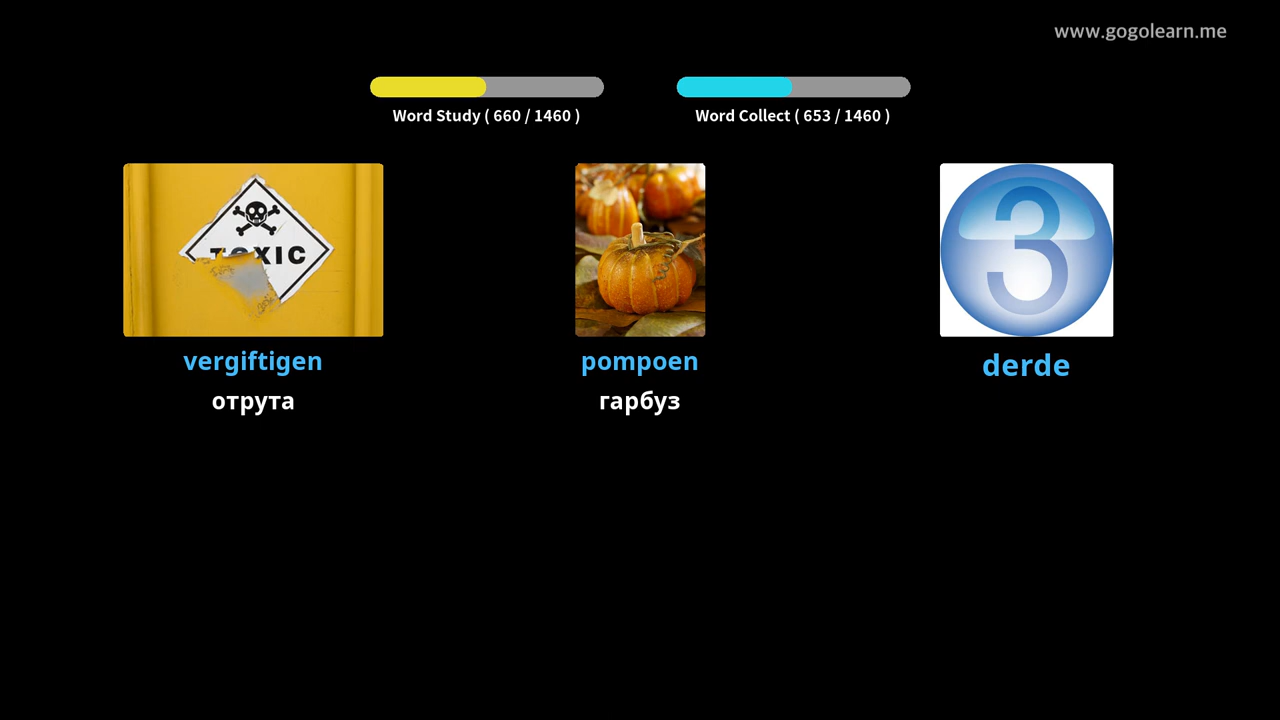 www.gogolearn.me
Word Study ( 660 / 1460 )
Word Collect ( 653 / 1460 )
TOXIC
3
vergiftigen
pompoen
derde
отрута
гарбуз